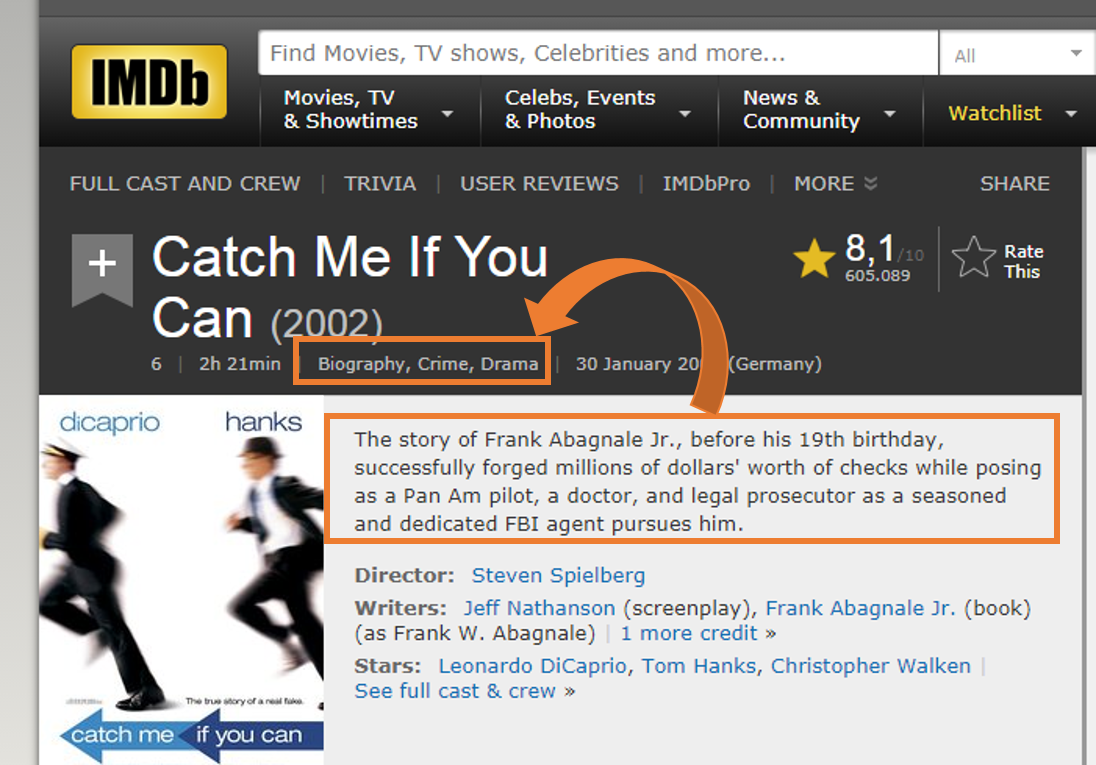 IMDb
Find Movies, TV shows, Celebrities and more...
All
Movies, TV
& Showtimes
Celebs, Events
& Photos
News &
Community
Watchlist
FULL CAST AND CREW | TRIVIA | USER REVIEWS | IMDbPro | MORE
SHARE
+
Catch Me If You
Can (2002)
8,1/10
605.089
Rate
This
6 | 2h 21min | Biography, Crime, Drama | 30 January (Germany)
dicaprio hanks
The story of Frank Abagnale Jr., before his 19th birthday,
successfully forged millions of dollars' worth of checks while posing
as a Pan Am pilot, a doctor, and legal prosecutor as a seasoned
and dedicated FBI agent pursues him.
Director: Steven Spielberg
Writers: Jeff Nathanson (screenplay), Frank Abagnale Jr. (book)
(as Frank W. Abagnale) | 1 more credit »
Stars: Leonardo DiCaprio, Tom Hanks, Christopher Walken |
See full cast & crew »
The true story of a real fake.
catch me if you can